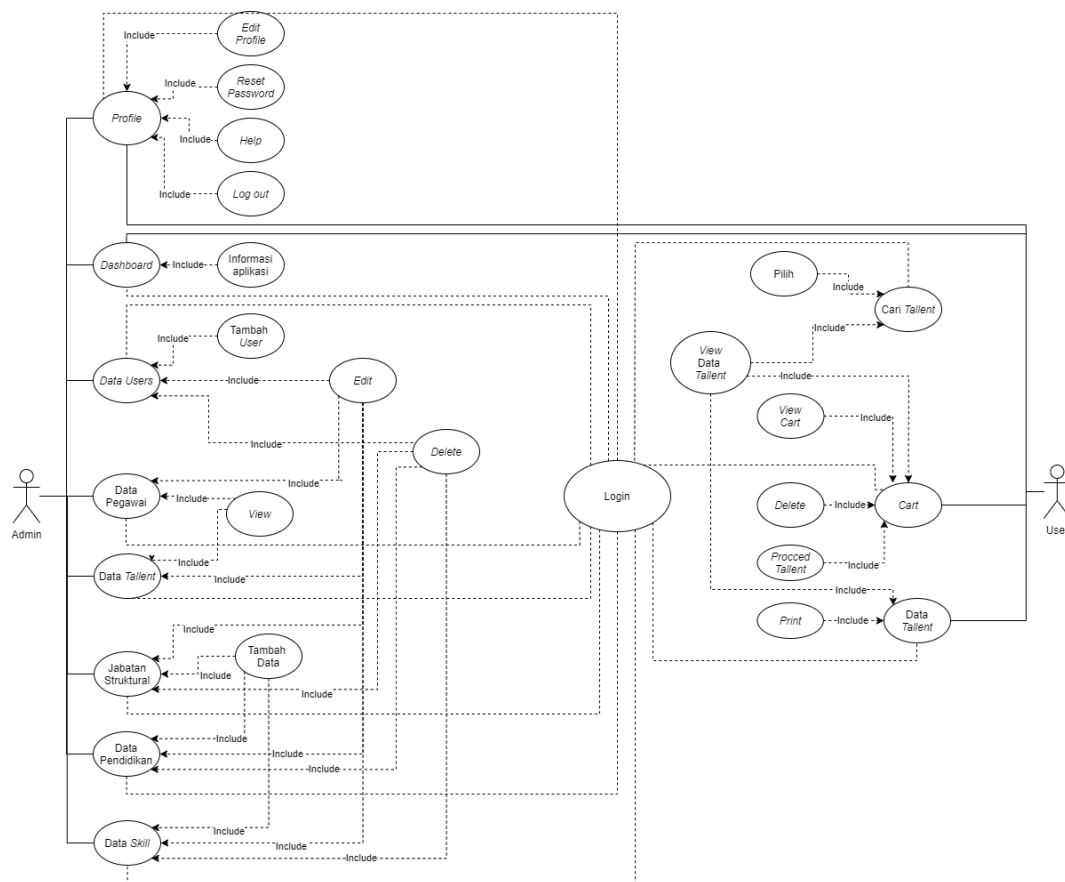 Edit
Profile
Include
Include
Reset
Password
Profile
Include
Help
Include
Log out
Dashboard
Include
Informasi
aplikasi
Pilih
Include
Cari Tallent
Tambah
User
Include
Include
View
Data
Tallent
Data Users
Include
Edit
Include
View
Cart
Include
Include
Delete
Data
Pegawai
Include
Include
View
Login
Delete
Include
Cart
Admin
User
Include
Data Tallent
Include
Procced
Tallent
Include
Include
Print
Include
Data
Tallent
Include
Tambah
Data
Jabatan
Struktural
Include
Include
Include
Data
Pendidikan
Include
Include
Include
Include
Data Skill
Include
Include